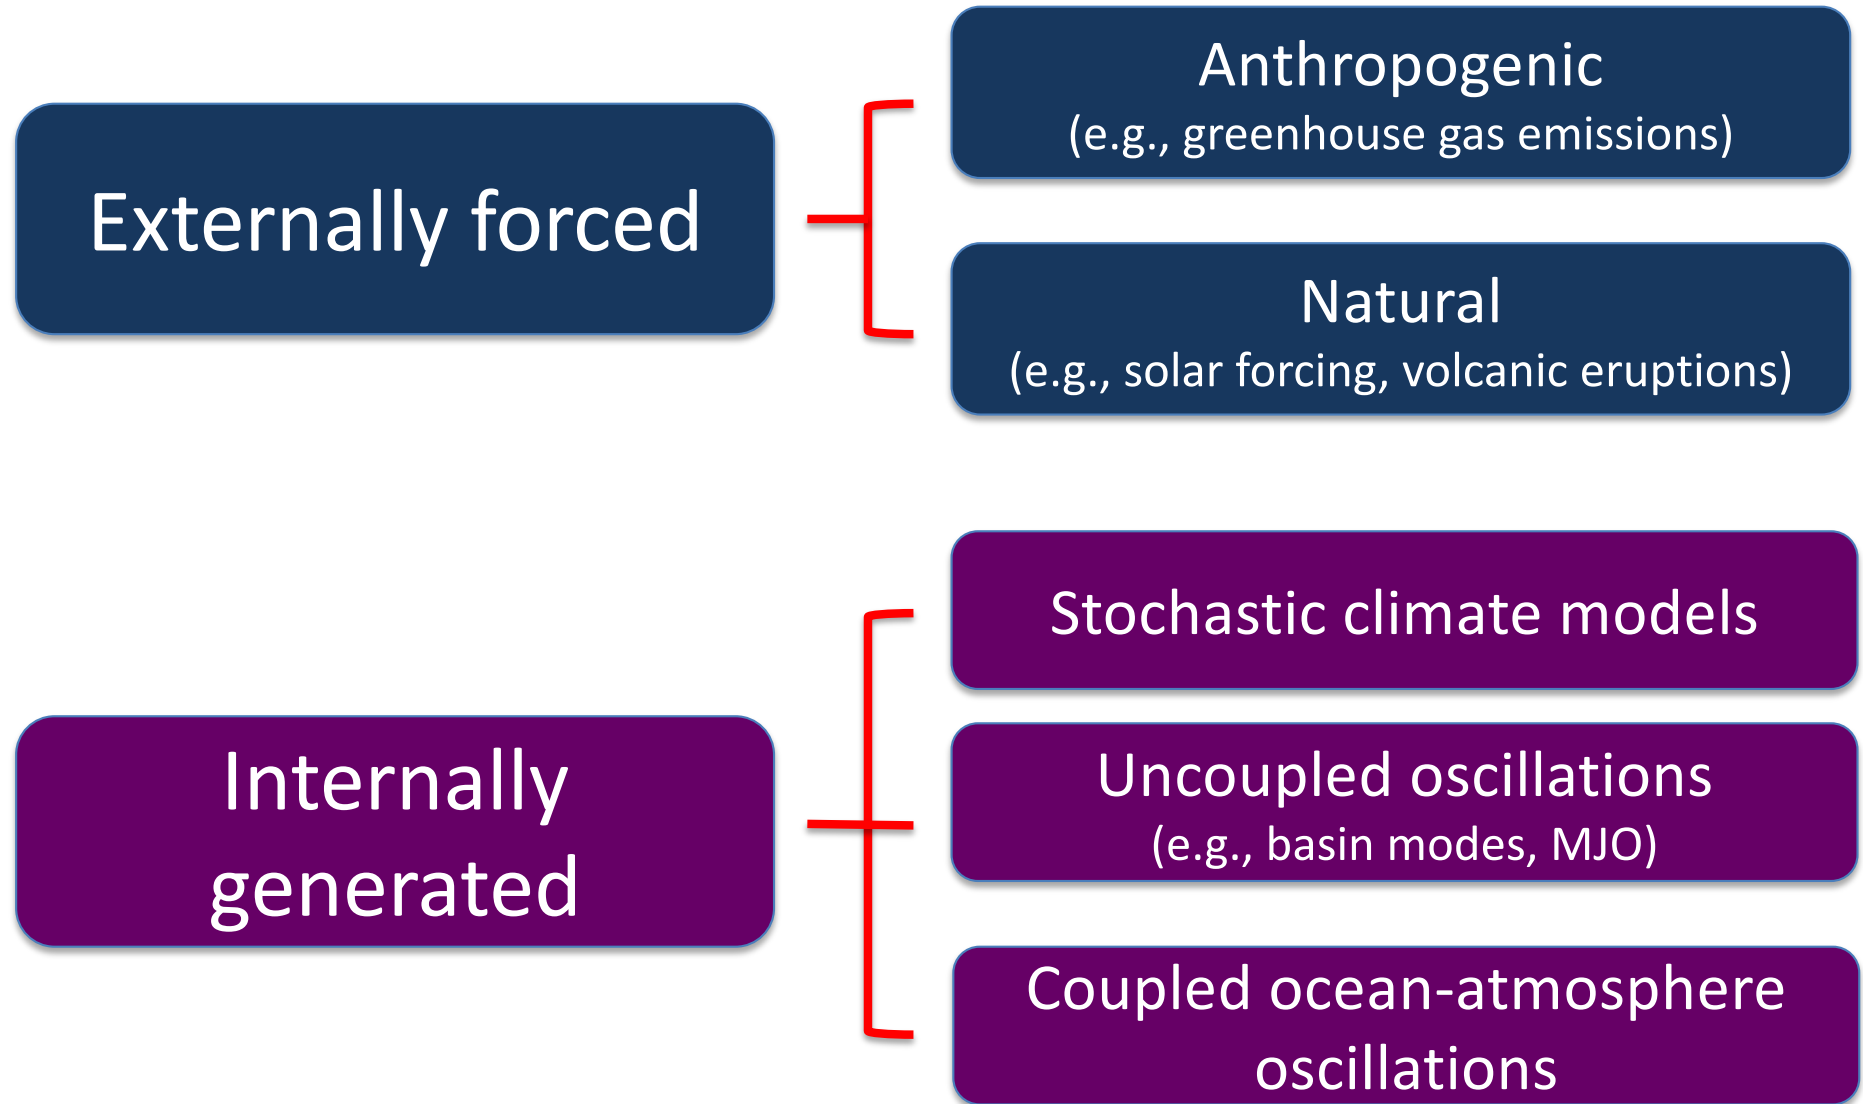 Externally forced
Anthropogenic
(e.g., greenhouse gas emissions)
Natural
(e.g., solar forcing, volcanic eruptions)
Internally
generated
Stochastic climate models
Uncoupled oscillations
(e.g., basin modes, MJO)
Coupled ocean-atmosphere
oscillations